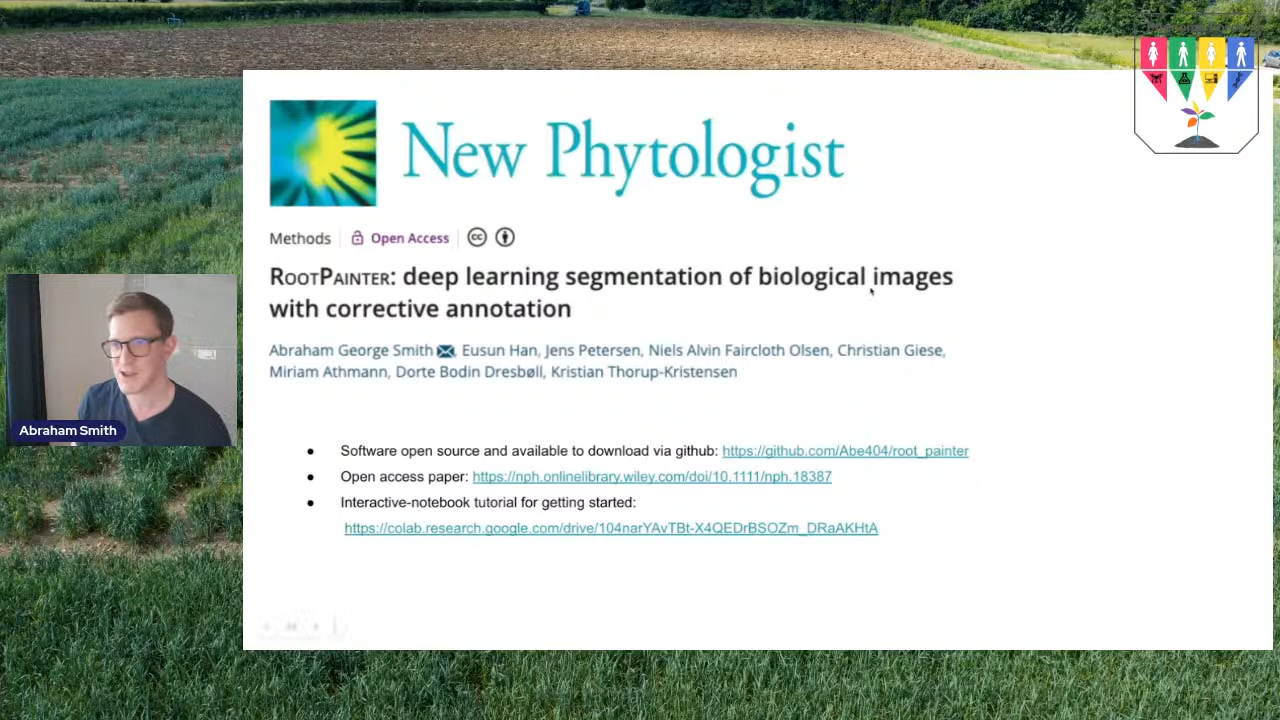 New Phytologist
Methods Open Access
cc
ROOTPAINTER: deep learning segmentation of biological images
with corrective annotation
Abraham George Smith, Eusun Han, Jens Petersen, Niels Alvin Faircloth Olsen, Christian Giese,
Miriam Athmann, Dorte Bodin Dresbøll, Kristian Thorup-Kristensen
Abraham Smith
• Software open source and available to download via github: https://github.com/Abe404/root_painter
• Open access paper: https://nph.onlinelibrary.wiley.com/doi/10.1111/nph.18387
• Interactive-notebook tutorial for getting started:
https://colab.research.google.com/drive/104narYAvTBt-X4QEDrBSOZm_DRaAKHtA